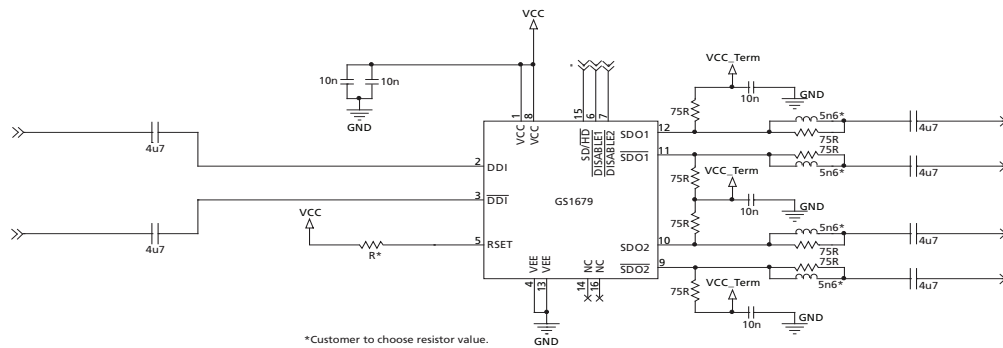 VCC
VCC_Term
10n
10n
GND
75R
10n
GND
5n6*
4u7
75R
*
15
6
7
1
8
VCC
VCC
SD/HD
DISABLE1
DISABLE2
SDO1
12
4u7
2
DDI
SDO1
11
75R
5n6*
4u7
75R
VCC_Term
10n
GND
3
DDI
GS1679
75R
VCC
4u7
5
RSET
R*
SDO2
10
5n6*
75R
4u7
SDO2
9
75R
5n6*
4u7
VEE
VEE
NC
NC
4
13
14
16
75R
VCC_Term
10n
GND
GND
*Customer to choose resistor value.